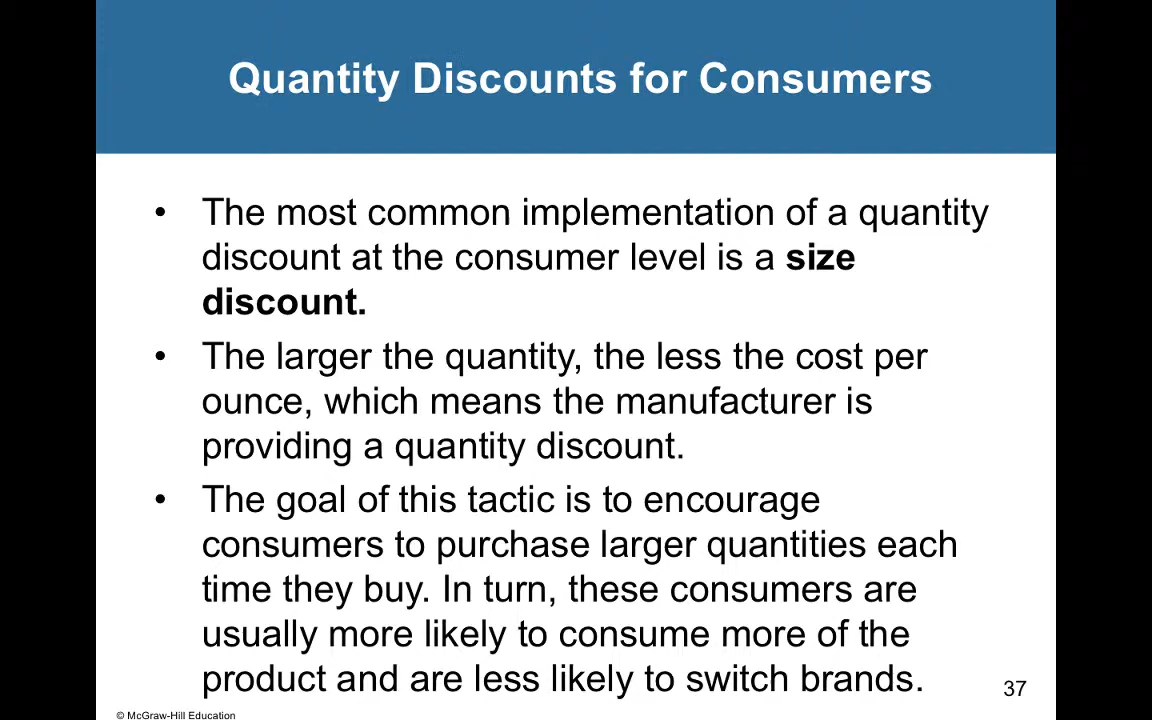 Quantity Discounts for Consumers
• The most common implementation of a quantity
discount at the consumer level is a size
discount.
• The larger the quantity, the less the cost per
ounce, which means the manufacturer is
providing a quantity discount.
• The goal of this tactic is to encourage
consumers to purchase larger quantities each
time they buy. In turn, these consumers are
usually more likely to consume more of the
product and are less likely to switch brands.
37
© McGraw-Hill Education